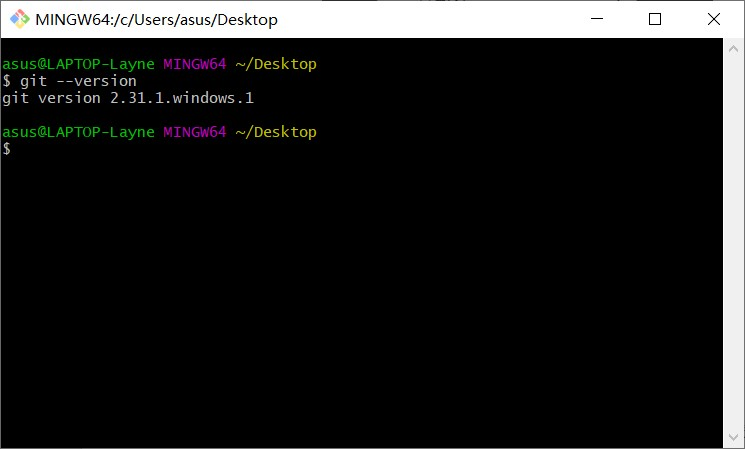 MINGW64:/c/Users/asus/Desktop
asus@LAPTOP-Layne MINGW64 ~/Desktop
$ git --version
git version 2.31.1.windows.1
asus@LAPTOP-Layne MINGW64 ~/Desktop
$